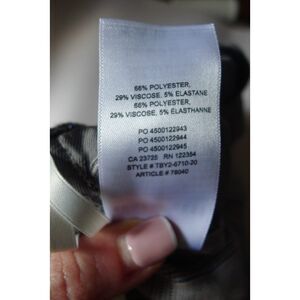 66% POLYESTER,
29% VISCOSE, 5% ELASTANE
66% POLYESTER,
29% VISCOSE, 5% ELASTHANNE
PO 4500122943
PO 4500122944
PO 4500122945
CA 23725 RN 122354
STYLE # TBY2-6710-20
ARTICLE # 78040